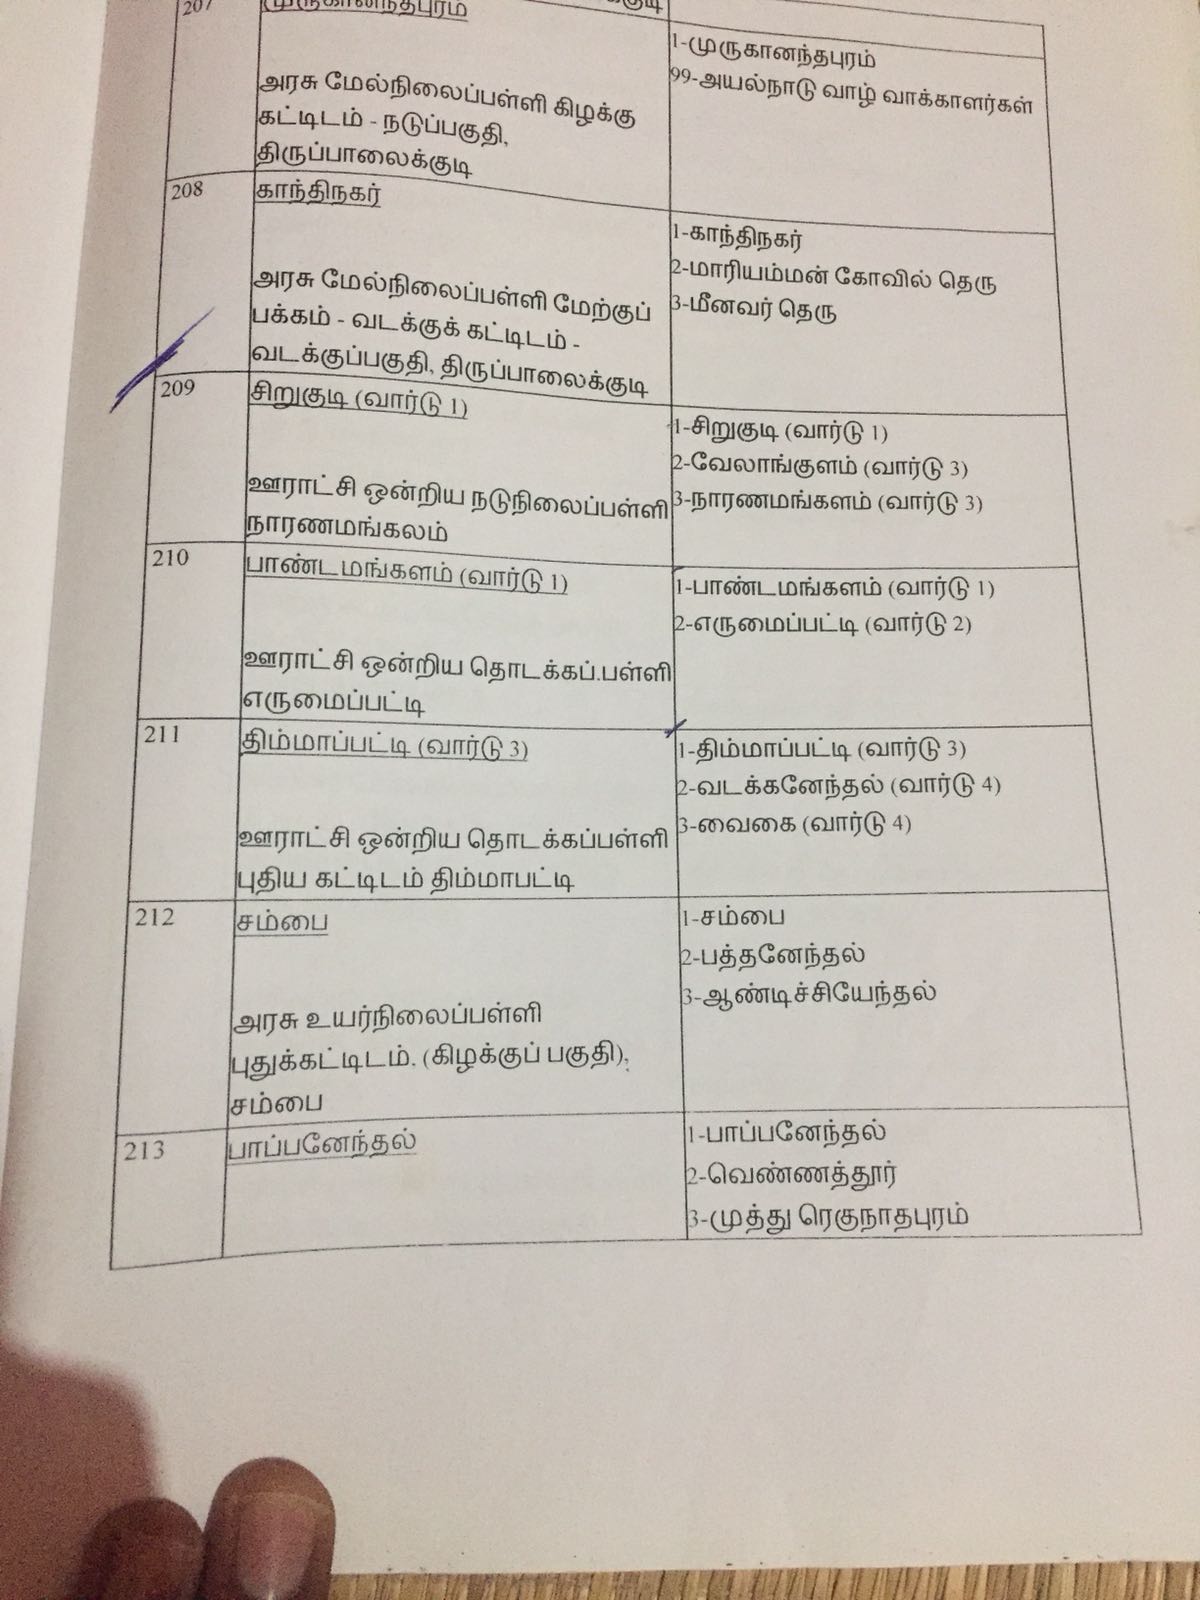 207
முருகானந்தபுரம்
1-முருகானந்தபுரம்
99-அயல்நாடு வாழ் வாக்காளர்கள்
அரசு மேல்நிலைப்பள்ளி கிழக்கு
கட்டிடம் - நடுப்பகுதி,
திருப்பாலைக்குடி
208
காந்திநகர்
அரசு மேல்நிலைப்பள்ளி மேற்குப்
பக்கம் - வடக்குக் கட்டிடம் -
வடக்குப்பகுதி, திருப்பாலைக்குடி
1-காந்திநகர்
2-மாரியம்மன் கோவில் தெரு
3-மீனவர் தெரு
209
சிறுகுடி (வார்டு 1)
ஊராட்சி ஒன்றிய நடுநிலைப்பள்ளி
நாரணமங்கலம்
1-சிறுகுடி (வார்டு 1)
2-வேலாங்குளம் (வார்டு 3)
3-நாரணமங்களம் (வார்டு 3)
210
பாண்டமங்களம் (வார்டு 1)
ஊராட்சி ஒன்றிய தொடக்கப்.பள்ளி
எருமைப்பட்டி
1-பாண்டமங்களம் (வார்டு 1)
2-எருமைப்பட்டி (வார்டு 2)
211
திம்மாப்பட்டி (வார்டு 3)
ஊராட்சி ஒன்றிய தொடக்கப்பள்ளி
புதிய கட்டிடம் திம்மாபட்டி
1-திம்மாப்பட்டி (வார்டு 3)
2-வடக்கனேந்தல் (வார்டு 4)
3-வைகை (வார்டு 4)
212
சம்பை
அரசு உயர்நிலைப்பள்ளி
புதுக்கட்டிடம். (கிழக்குப் பகுதி),
சம்பை
1-சம்பை
2-பத்தனேந்தல்
3-ஆண்டிச்சியேந்தல்
213
பாப்பனேந்தல்
1-பாப்பனேந்தல்
2-வெண்ணத்தூர்
3-முத்து ரெகுநாதபுரம்